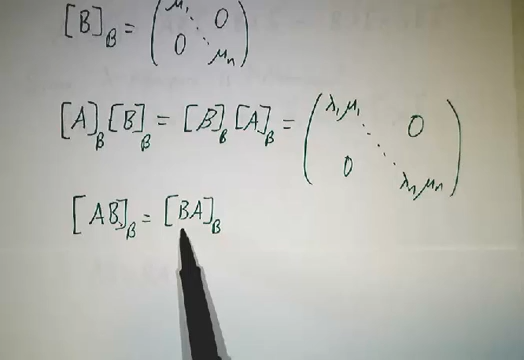 [B]_β = ( μ₁ 0 ⋱ 0 μₙ )
[A]_β [B]_β = [B]_β [A]_β = ( λ₁μ₁ 0 ⋱ 0 λₙμₙ )
[AB]_β = [BA]_β